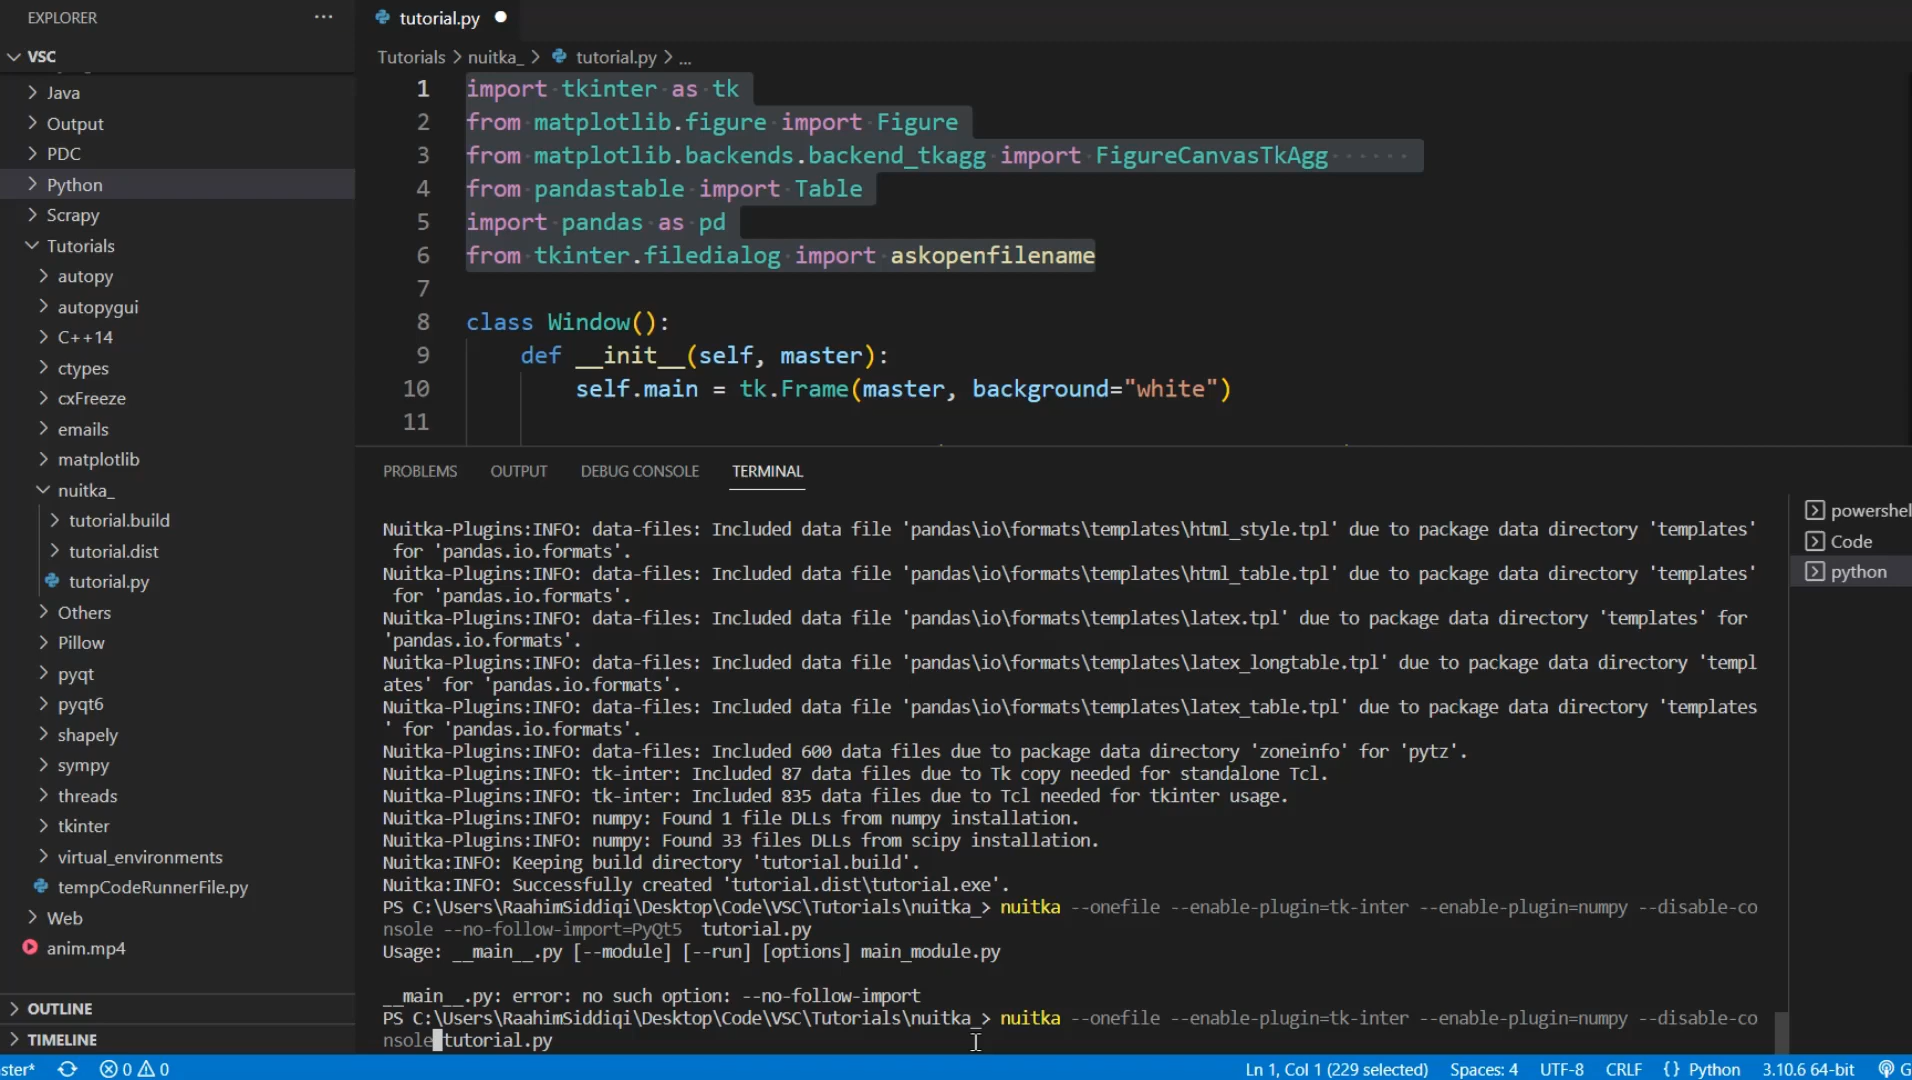 EXPLORER
VSC
Java
Output
PDC
Python
Scrapy
Tutorials
autopy
autopygui
C++14
ctypes
cxFreeze
emails
matplotlib
nuitka_
tutorial.build
tutorial.dist
tutorial.py
Others
Pillow
pyqt
pyqt6
shapely
sympy
threads
tkinter
virtual_environments
tempCodeRunnerFile.py
Web
anim.mp4
OUTLINE
TIMELINE
tutorial.py
Tutorials > nuitka_ > tutorial.py > ...
1 import tkinter as tk
2 from matplotlib.figure import Figure
3 from matplotlib.backends.backend_tkagg import FigureCanvasTkAgg
4 from pandastable import Table
5 import pandas as pd
6 from tkinter.filedialog import askopenfilename
7
8 class Window():
9 def __init__(self, master):
10 self.main = tk.Frame(master, background="white")
11
PROBLEMS OUTPUT DEBUG CONSOLE TERMINAL
Nuitka-Plugins:INFO: data-files: Included data file 'pandas\io\formats\templates\html_style.tpl' due to package data directory 'templates'
for 'pandas.io.formats'.
Nuitka-Plugins:INFO: data-files: Included data file 'pandas\io\formats\templates\html_table.tpl' due to package data directory 'templates'
for 'pandas.io.formats'.
Nuitka-Plugins:INFO: data-files: Included data file 'pandas\io\formats\templates\latex.tpl' due to package data directory 'templates' for
'pandas.io.formats'.
Nuitka-Plugins:INFO: data-files: Included data file 'pandas\io\formats\templates\latex_longtable.tpl' due to package data directory 'templ
ates' for 'pandas.io.formats'.
Nuitka-Plugins:INFO: data-files: Included data file 'pandas\io\formats\templates\latex_table.tpl' due to package data directory 'templates
' for 'pandas.io.formats'.
Nuitka-Plugins:INFO: data-files: Included 600 data files due to package data directory 'zoneinfo' for 'pytz'.
Nuitka-Plugins:INFO: tk-inter: Included 87 data files due to Tk copy needed for standalone Tcl.
Nuitka-Plugins:INFO: tk-inter: Included 835 data files due to Tcl needed for tkinter usage.
Nuitka-Plugins:INFO: numpy: Found 1 file DLLs from numpy installation.
Nuitka-Plugins:INFO: numpy: Found 33 files DLLs from scipy installation.
Nuitka:INFO: Keeping build directory 'tutorial.build'.
Nuitka:INFO: Successfully created 'tutorial.dist\tutorial.exe'.
PS C:\Users\RaahimSiddiqi\Desktop\Code\VSC\Tutorials\nuitka_> nuitka --onefile --enable-plugin=tk-inter --enable-plugin=numpy --disable-co
nsole --no-follow-import=PyQt5 tutorial.py
Usage: __main__.py [--module] [--run] [options] main_module.py
__main__.py: error: no such option: --no-follow-import
PS C:\Users\RaahimSiddiqi\Desktop\Code\VSC\Tutorials\nuitka_> nuitka --onefile --enable-plugin=tk-inter --enable-plugin=numpy --disable-co
nsole tutorial.py
powershel
Code
python
ster* 0 0 Ln 1, Col 1 (229 selected) Spaces: 4 UTF-8 CRLF {} Python 3.10.6 64-bit G